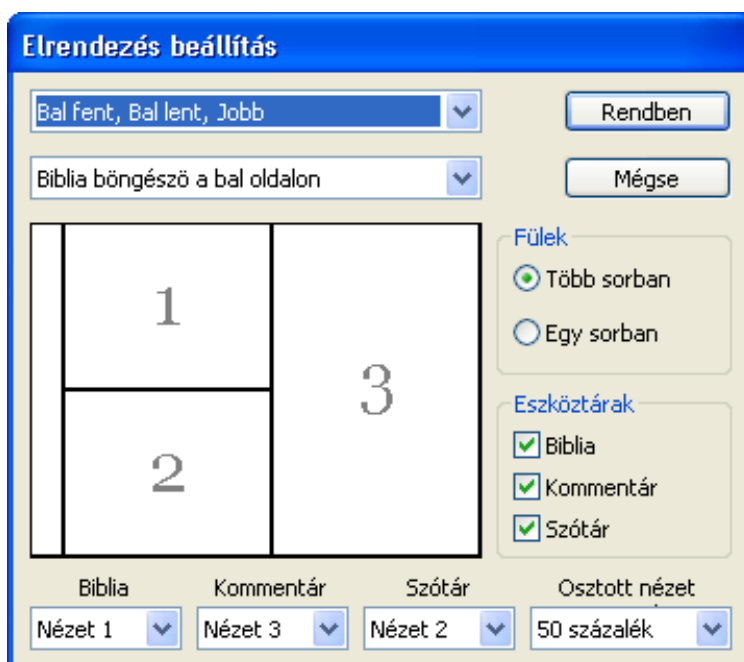 Elrendezés beállítás
Bal fent, Bal lent, Jobb
Rendben
Biblia böngésző a bal oldalon
Mégse
1
2
3
Fülek
Több sorban
Egy sorban
Eszköztárak
Biblia
Kommentár
Szótár
Biblia Kommentár Szótár Osztott nézet
Nézet 1 Nézet 3 Nézet 2 50 százalék